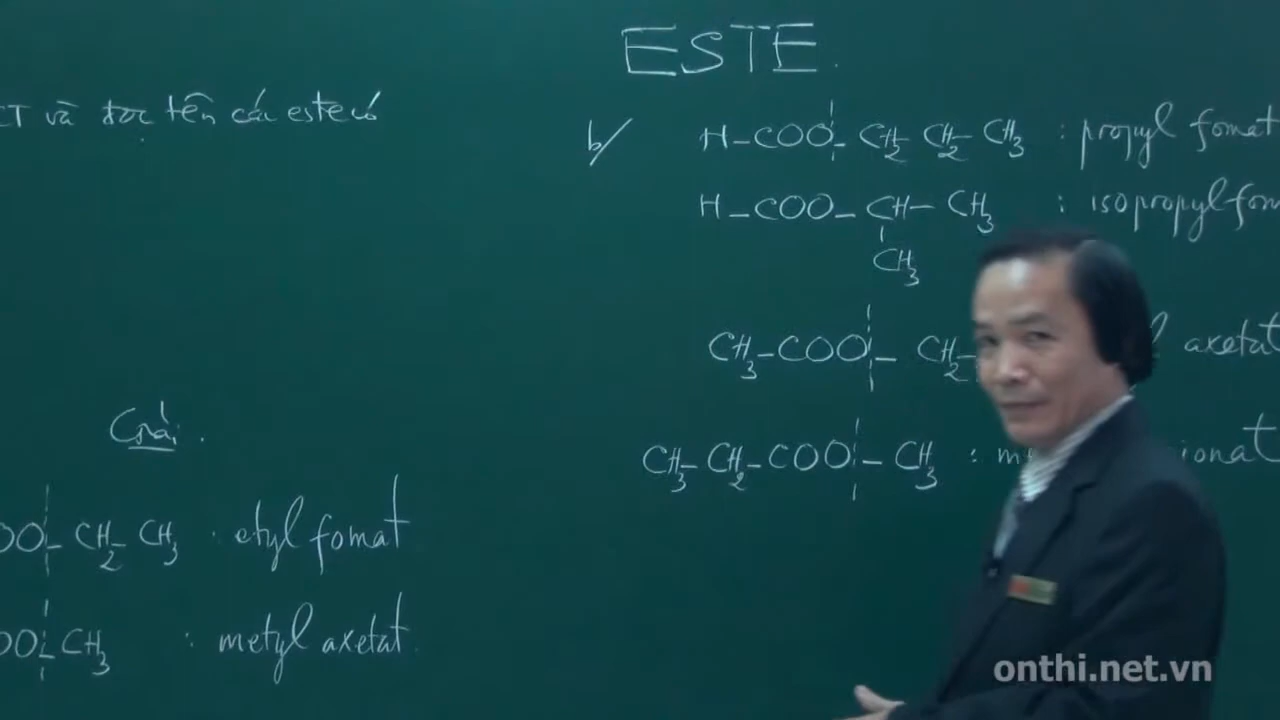 ESTE.
CT và đọc tên các este có
b/ H-COO-CH2-CH2-CH3 : propyl fomat
H-COO-CH-CH3 : isopropyl fom
CH3
CH3-COO-CH2 axetat
CH3-CH2-COO-CH3 : me ionat
Giải.
OO-CH2-CH3 : etyl fomat
OO-CH3 : metyl axetat
onthi.net.vn